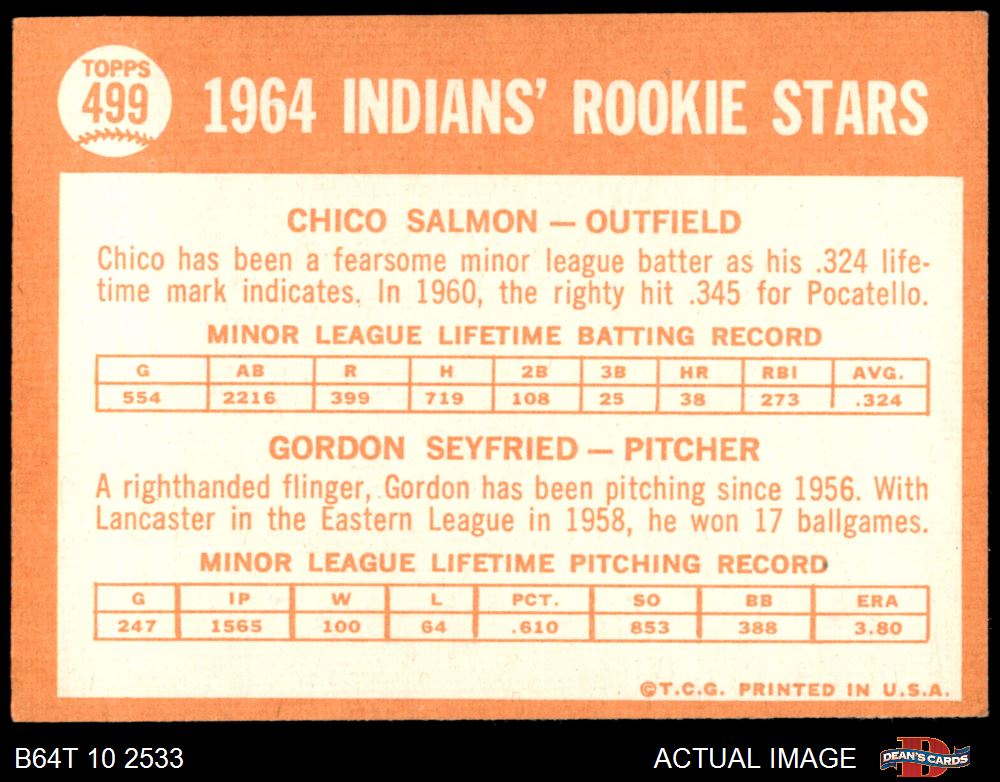 TOPPS
499
1964 INDIANS' ROOKIE STARS
CHICO SALMON — OUTFIELD
Chico has been a fearsome minor league batter as his .324 life-
time mark indicates. In 1960, the righty hit .345 for Pocatello.
MINOR LEAGUE LIFETIME BATTING RECORD
G AB R H 2B 3B HR RBI AVG.
554 2216 399 719 108 25 38 273 .324
GORDON SEYFRIED — PITCHER
A righthanded flinger, Gordon has been pitching since 1956. With
Lancaster in the Eastern League in 1958, he won 17 ballgames.
MINOR LEAGUE LIFETIME PITCHING RECORD
G IP W L PCT. SO BB ERA
247 1565 100 64 .610 853 388 3.80
©T.C.G. PRINTED IN U.S.A.
B64T 10 2533
ACTUAL IMAGE
D
DEAN'S CARDS